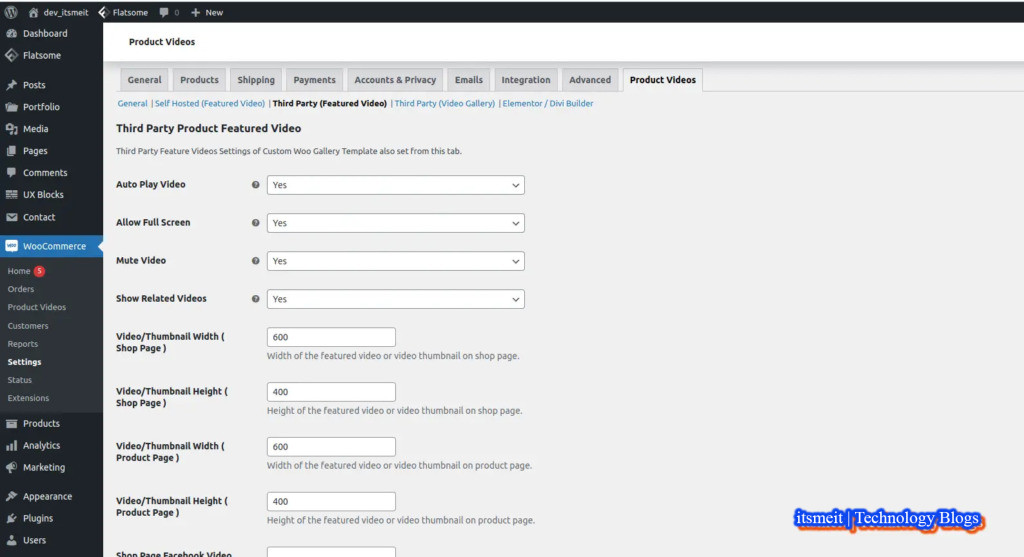 dev_itsmeit Flatsome 0 New
Dashboard
Flatsome
Posts
Portfolio
Media
Pages
Comments
UX Blocks
Contact
WooCommerce
Home 5
Orders
Product Videos
Customers
Reports
Settings
Status
Extensions
Products
Analytics
Marketing
Appearance
Plugins
Users
Product Videos
General Products Shipping Payments Accounts & Privacy Emails Integration Advanced Product Videos
General | Self Hosted (Featured Video) | Third Party (Featured Video) | Third Party (Video Gallery) | Elementor / Divi Builder
Third Party Product Featured Video
Third Party Feature Videos Settings of Custom Woo Gallery Template also set from this tab.
Auto Play Video Yes
Allow Full Screen Yes
Mute Video Yes
Show Related Videos Yes
Video/Thumbnail Width (
Shop Page )
600
Width of the featured video or video thumbnail on shop page.
Video/Thumbnail Height (
Shop Page )
400
Height of the featured video or video thumbnail on shop page.
Video/Thumbnail Width (
Product Page )
600
Width of the featured video or video thumbnail on product page.
Video/Thumbnail Height (
Product Page )
400
Height of the featured video or video thumbnail on product page.
Shop Page Facebook Video
itsmeit | Technology Blogs